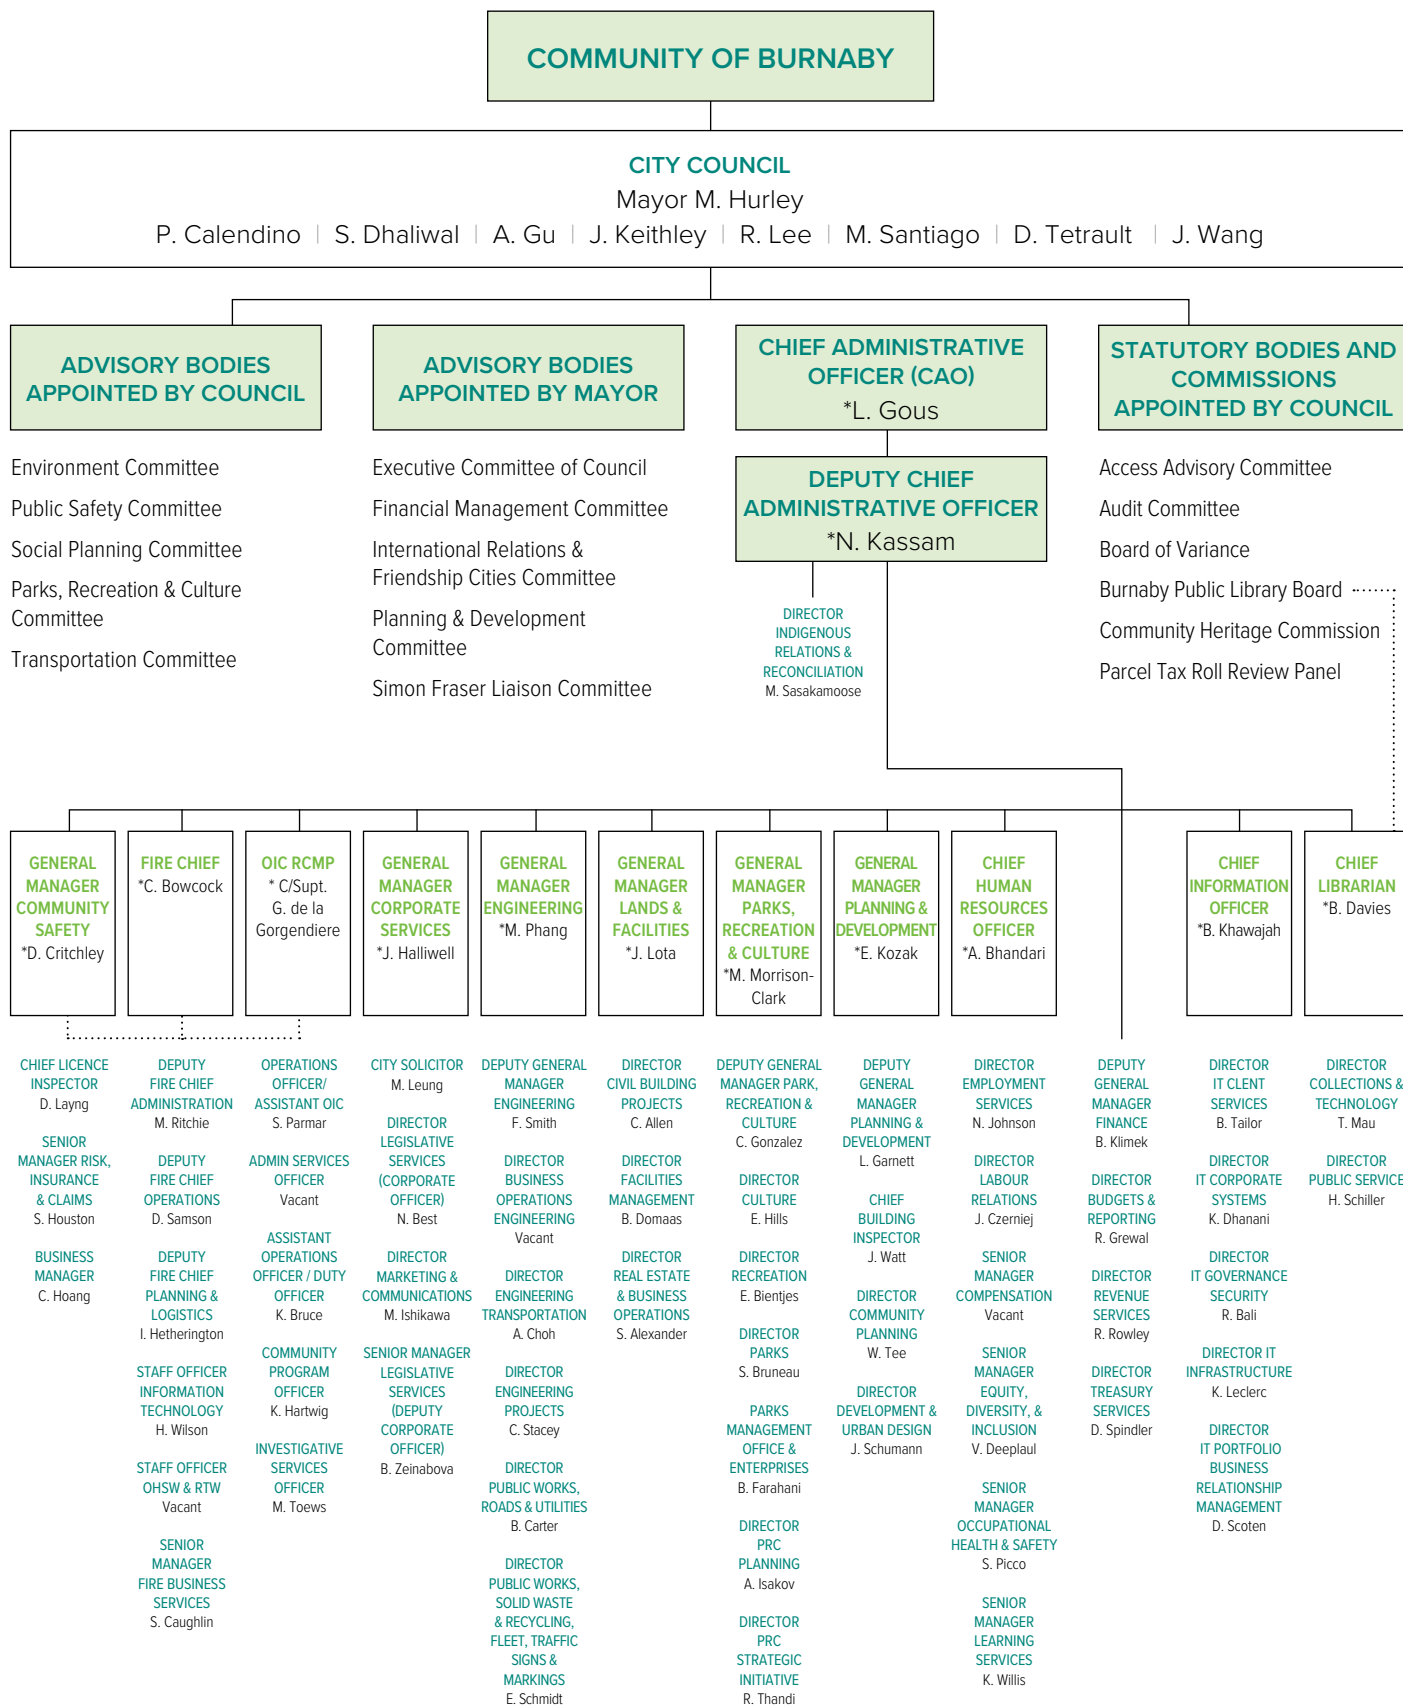 COMMUNITY OF BURNABY
CITY COUNCIL
Mayor M. Hurley
P. Calendino | S. Dhaliwal | A. Gu | J. Keithley | R. Lee | M. Santiago | D. Tetrault | J. Wang
ADVISORY BODIES
APPOINTED BY COUNCIL
Environment Committee
Public Safety Committee
Social Planning Committee
Parks, Recreation & Culture
Committee
Transportation Committee
ADVISORY BODIES
APPOINTED BY MAYOR
Executive Committee of Council
Financial Management Committee
International Relations &
Friendship Cities Committee
Planning & Development
Committee
Simon Fraser Liaison Committee
CHIEF ADMINISTRATIVE
OFFICER (CAO)
*L. Gous
DEPUTY CHIEF
ADMINISTRATIVE OFFICER
*N. Kassam
DIRECTOR
INDIGENOUS
RELATIONS &
RECONCILIATION
M. Sasakamoose
STATUTORY BODIES AND
COMMISSIONS
APPOINTED BY COUNCIL
Access Advisory Committee
Audit Committee
Board of Variance
Burnaby Public Library Board
Community Heritage Commission
Parcel Tax Roll Review Panel
GENERAL
MANAGER
COMMUNITY
SAFETY
*D. Critchley
CHIEF LICENCE
INSPECTOR
D. Layng
SENIOR
MANAGER RISK,
INSURANCE
& CLAIMS
S. Houston
BUSINESS
MANAGER
C. Hoang
FIRE CHIEF
*C. Bowcock
DEPUTY
FIRE CHIEF
ADMINISTRATION
M. Ritchie
DEPUTY
FIRE CHIEF
OPERATIONS
D. Samson
DEPUTY
FIRE CHIEF
PLANNING &
LOGISTICS
I. Hetherington
STAFF OFFICER
INFORMATION
TECHNOLOGY
H. Wilson
STAFF OFFICER
OHSW & RTW
Vacant
SENIOR
MANAGER
FIRE BUSINESS
SERVICES
S. Caughlin
OIC RCMP
* C/Supt.
G. de la
Gorgendiere
OPERATIONS
OFFICER/
ASSISTANT OIC
S. Parmar
ADMIN SERVICES
OFFICER
Vacant
ASSISTANT
OPERATIONS
OFFICER / DUTY
OFFICER
K. Bruce
COMMUNITY
PROGRAM
OFFICER
K. Hartwig
INVESTIGATIVE
SERVICES
OFFICER
M. Toews
GENERAL
MANAGER
CORPORATE
SERVICES
*J. Halliwell
CITY SOLICITOR
M. Leung
DIRECTOR
LEGISLATIVE
SERVICES
(CORPORATE
OFFICER)
N. Best
DIRECTOR
MARKETING &
COMMUNICATIONS
M. Ishikawa
SENIOR MANAGER
LEGISLATIVE
SERVICES
(DEPUTY
CORPORATE
OFFICER)
B. Zeinabova
GENERAL
MANAGER
ENGINEERING
*M. Phang
DEPUTY GENERAL
MANAGER
ENGINEERING
F. Smith
DIRECTOR
BUSINESS
OPERATIONS
ENGINEERING
Vacant
DIRECTOR
ENGINEERING
TRANSPORTATION
A. Choh
DIRECTOR
ENGINEERING
PROJECTS
C. Stacey
DIRECTOR
PUBLIC WORKS,
ROADS & UTILITIES
B. Carter
DIRECTOR
PUBLIC WORKS,
SOLID WASTE
& RECYCLING,
FLEET, TRAFFIC
SIGNS &
MARKINGS
E. Schmidt
GENERAL
MANAGER
LANDS &
FACILITIES
*J. Lota
DIRECTOR
CIVIL BUILDING
PROJECTS
C. Allen
DIRECTOR
FACILITIES
MANAGEMENT
B. Domaas
DIRECTOR
REAL ESTATE
& BUSINESS
OPERATIONS
S. Alexander
GENERAL
MANAGER
PARKS,
RECREATION
& CULTURE
*M. Morrison-
Clark
DEPUTY GENERAL
MANAGER PARK,
RECREATION &
CULTURE
C. Gonzalez
DIRECTOR
CULTURE
E. Hills
DIRECTOR
RECREATION
E. Bientjes
DIRECTOR
PARKS
S. Bruneau
PARKS
MANAGEMENT
OFFICE &
ENTERPRISES
B. Farahani
DIRECTOR
PRC
PLANNING
A. Isakov
DIRECTOR
PRC
STRATEGIC
INITIATIVE
R. Thandi
GENERAL
MANAGER
PLANNING &
DEVELOPMENT
*E. Kozak
DEPUTY
GENERAL
MANAGER
PLANNING &
DEVELOPMENT
L. Garnett
CHIEF
BUILDING
INSPECTOR
J. Watt
DIRECTOR
COMMUNITY
PLANNING
W. Tee
DIRECTOR
DEVELOPMENT &
URBAN DESIGN
J. Schumann
CHIEF
HUMAN
RESOURCES
OFFICER
*A. Bhandari
DIRECTOR
EMPLOYMENT
SERVICES
N. Johnson
DIRECTOR
LABOUR
RELATIONS
J. Czerniej
SENIOR
MANAGER
COMPENSATION
Vacant
SENIOR
MANAGER
EQUITY,
DIVERSITY, &
INCLUSION
V. Deeplaul
SENIOR
MANAGER
OCCUPATIONAL
HEALTH & SAFETY
S. Picco
SENIOR
MANAGER
LEARNING
SERVICES
K. Willis
DEPUTY
GENERAL
MANAGER
FINANCE
B. Klimek
DIRECTOR
BUDGETS &
REPORTING
R. Grewal
DIRECTOR
REVENUE
SERVICES
R. Rowley
DIRECTOR
TREASURY
SERVICES
D. Spindler
CHIEF
INFORMATION
OFFICER
*B. Khawajah
DIRECTOR
IT CLENT
SERVICES
B. Tailor
DIRECTOR
IT CORPORATE
SYSTEMS
K. Dhanani
DIRECTOR
IT GOVERNANCE
SECURITY
R. Bali
DIRECTOR IT
INFRASTRUCTURE
K. Leclerc
DIRECTOR
IT PORTFOLIO
BUSINESS
RELATIONSHIP
MANAGEMENT
D. Scoten
CHIEF
LIBRARIAN
*B. Davies
DIRECTOR
COLLECTIONS &
TECHNOLOGY
T. Mau
DIRECTOR
PUBLIC SERVICE
H. Schiller